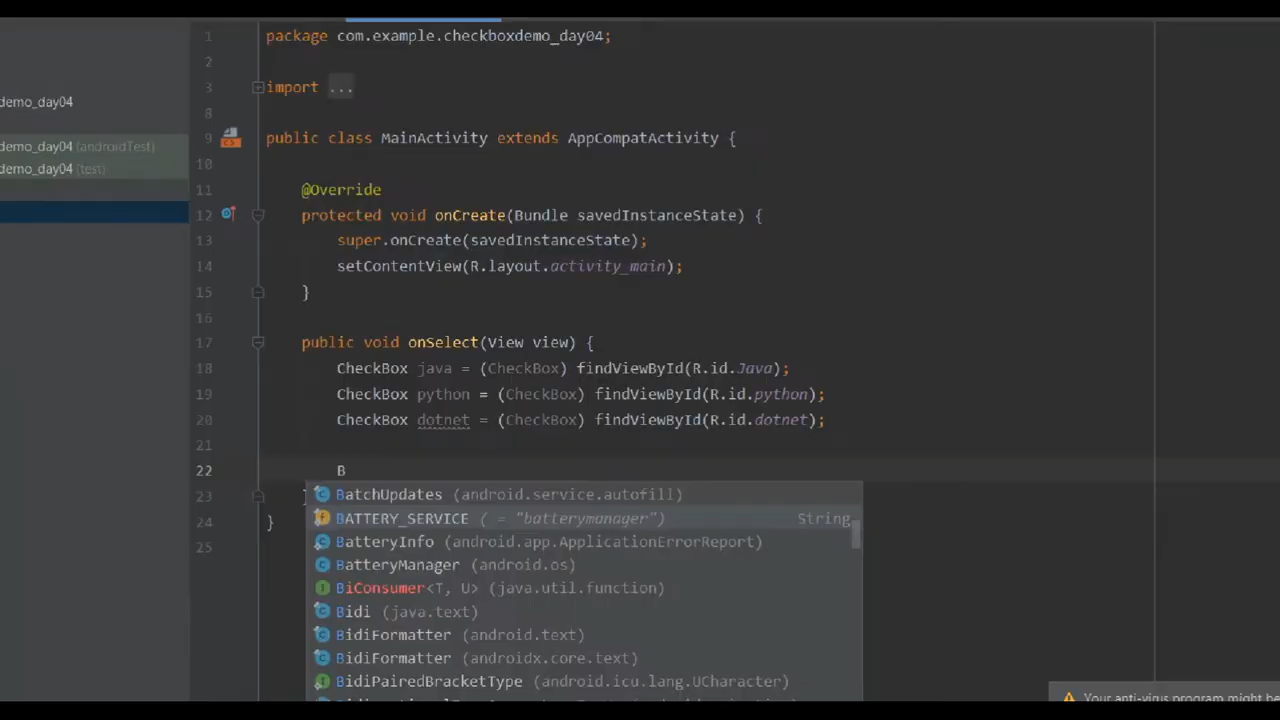 1 package com.example.checkboxdemo_day04;
2
3 import ...
demo_day04
8
9 public class MainActivity extends AppCompatActivity {
demo_day04 (androidTest)
10
demo_day04 (test)
11 @Override
12 protected void onCreate(Bundle savedInstanceState) {
13 super.onCreate(savedInstanceState);
14 setContentView(R.layout.activity_main);
15 }
16
17 public void onSelect(View view) {
18 CheckBox java = (CheckBox) findViewById(R.id.Java);
19 CheckBox python = (CheckBox) findViewById(R.id.python);
20 CheckBox dotnet = (CheckBox) findViewById(R.id.dotnet);
21
22 B
23
BatchUpdates (android.service.autofill)
24 }
BATTERY_SERVICE ( = "batterymanager") String
25
BatteryInfo (android.app.ApplicationErrorReport)
BatteryManager (android.os)
BiConsumer<T, U> (java.util.function)
Bidi (java.text)
BidiFormatter (android.text)
BidiFormatter (androidx.core.text)
BidiPairedBracketType (android.icu.lang.UCharacter)
Your anti-virus program might be